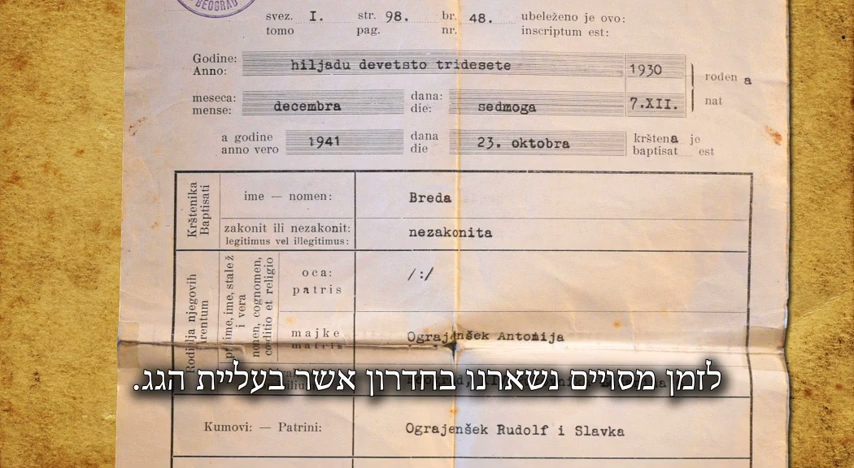 BEOGRAD
svez. I. str. 98. br. 48. ubeleženo je ovo:
tomo pag. nr. inscriptum est:
Godine: hiljadu devetsto tridesete 1930 rođena
Anno: nat
meseca: decembra dana: sedmoga 7.XII.
mense: die:
a godine 1941 dana 23. oktobra krštena je
anno vero die baptisat est
Krštenika
Baptisati
ime — nomen: Breda
zakonit ili nezakonit: nezakonita
legitimus vel illegitimus:
oca: /:/
patris
majke Ograjenšek Antonija
matris
לזמן מסויים נשארנו בחדרון אשר בעליית הגג.
Kumovi — Patrini: Ograjenšek Rudolf i Slavka